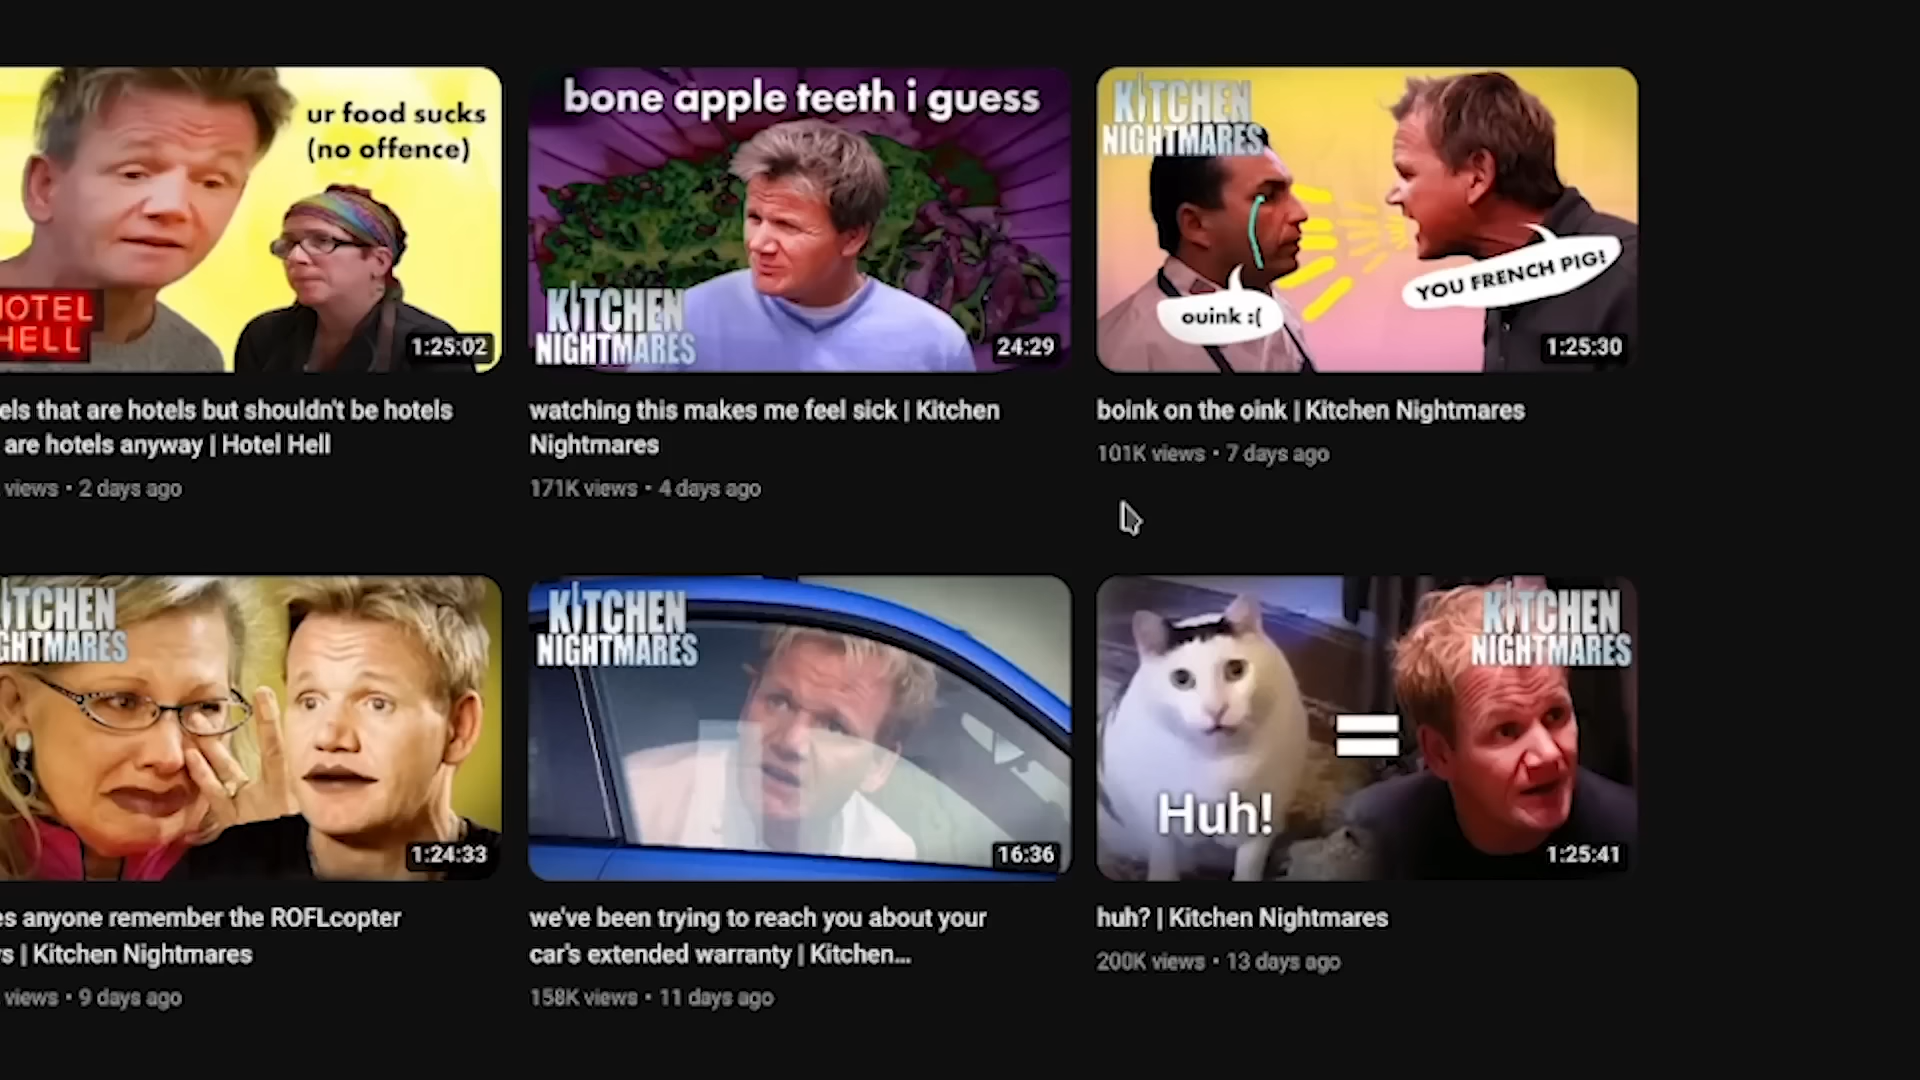 ur food sucks
(no offence)
HOTEL
HELL
1:25:02
bone apple teeth i guess
KITCHEN
NIGHTMARES
24:29
KITCHEN
NIGHTMARES
ouink :(
YOU FRENCH PIG!
1:25:30
els that are hotels but shouldn't be hotels
are hotels anyway | Hotel Hell
views • 2 days ago
watching this makes me feel sick | Kitchen
Nightmares
171K views • 4 days ago
boink on the oink | Kitchen Nightmares
101K views • 7 days ago
ITCHEN
GHTMARES
1:24:33
KITCHEN
NIGHTMARES
16:36
KITCHEN
NIGHTMARES
=
Huh!
1:25:41
es anyone remember the ROFLcopter
s | Kitchen Nightmares
views • 9 days ago
we've been trying to reach you about your
car's extended warranty | Kitchen...
158K views • 11 days ago
huh? | Kitchen Nightmares
200K views • 13 days ago